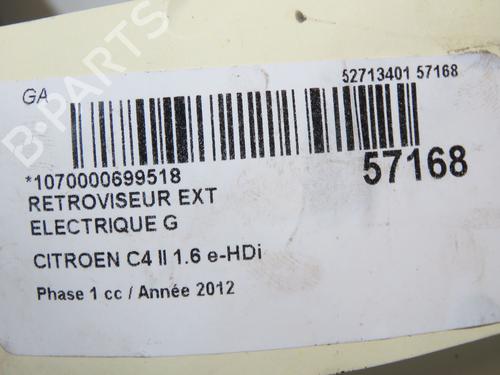 B-PARTS
52713401 57168
GA
57168
*1070000699518
RETROVISEUR EXT
ELECTRIQUE G
CITROEN C4 II 1.6 e-HDi
Phase 1 cc / Année 2012